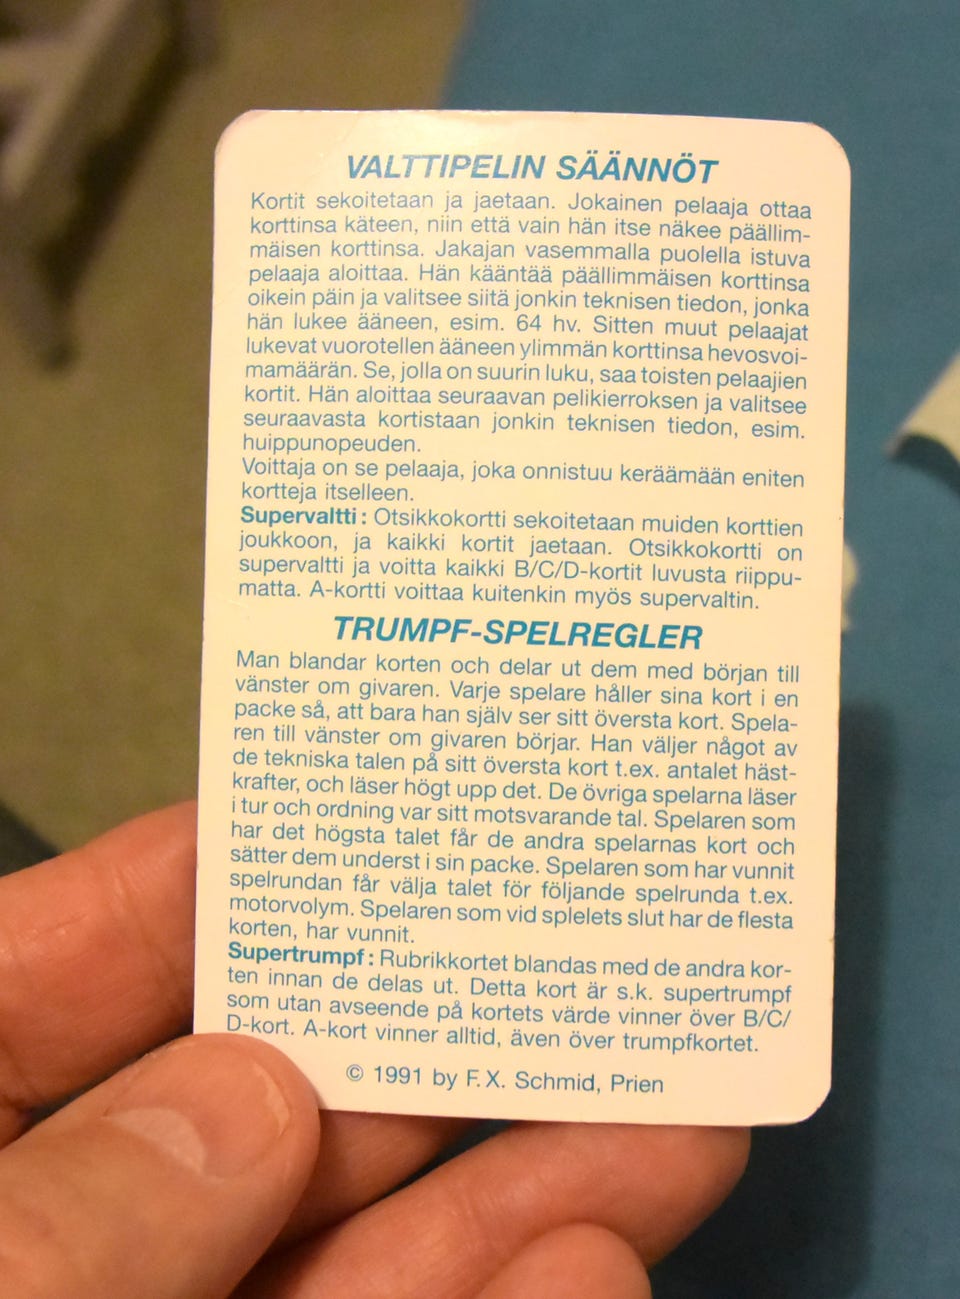 VALTTIPELIN SÄÄNNÖT
Kortit sekoitetaan ja jaetaan. Jokainen pelaaja ottaa
korttinsa käteen, niin että vain hän itse näkee päällim-
mäisen korttinsa. Jakajan vasemmalla puolella istuva
pelaaja aloittaa. Hän kääntää päällimmäisen korttinsa
oikein päin ja valitsee siitä jonkin teknisen tiedon, jonka
hän lukee ääneen, esim. 64 hv. Sitten muut pelaajat
lukevat vuorotellen ääneen ylimmän korttinsa hevosvoi-
mamäärän. Se, jolla on suurin luku, saa toisten pelaajien
kortit. Hän aloittaa seuraavan pelikierroksen ja valitsee
seuraavasta kortistaan jonkin teknisen tiedon, esim.
huippunopeuden.
Voittaja on se pelaaja, joka onnistuu keräämään eniten
kortteja itselleen.
Supervaltti: Otsikkokortti sekoitetaan muiden korttien
joukkoon, ja kaikki kortit jaetaan. Otsikkokortti on
supervaltti ja voitta kaikki B/C/D-kortit luvusta riippu-
matta. A-kortti voittaa kuitenkin myös supervaltin.
TRUMPF-SPELREGLER
Man blandar korten och delar ut dem med början till
vänster om givaren. Varje spelare håller sina kort i en
packe så, att bara han själv ser sitt översta kort. Spela-
ren till vänster om givaren börjar. Han väljer något av
de tekniska talen på sitt översta kort t.ex. antalet häst-
krafter, och läser högt upp det. De övriga spelarna läser
i tur och ordning var sitt motsvarande tal. Spelaren som
har det högsta talet får de andra spelarnas kort och
sätter dem underst i sin packe. Spelaren som har vunnit
spelrundan får välja talet för följande spelrunda t.ex.
motorvolym. Spelaren som vid splelets slut har de flesta
korten, har vunnit.
Supertrumpf: Rubrikkortet blandas med de andra kor-
ten innan de delas ut. Detta kort är s.k. supertrumpf
som utan avseende på kortets värde vinner över B/C/
D-kort. A-kort vinner alltid, även över trumpfkortet.
© 1991 by F. X. Schmid, Prien